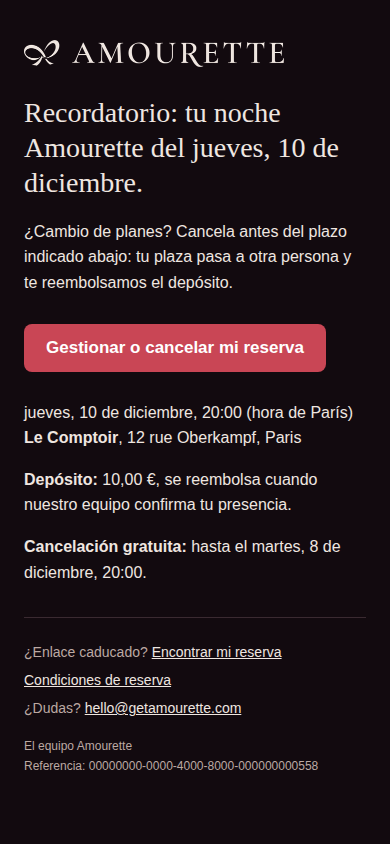 AMOURETTE
Recordatorio: tu noche
Amourette del jueves, 10 de
diciembre.
¿Cambio de planes? Cancela antes del plazo
indicado abajo: tu plaza pasa a otra persona y
te reembolsamos el depósito.
Gestionar o cancelar mi reserva
jueves, 10 de diciembre, 20:00 (hora de París)
Le Comptoir, 12 rue Oberkampf, Paris
Depósito: 10,00 €, se reembolsa cuando
nuestro equipo confirma tu presencia.
Cancelación gratuita: hasta el martes, 8 de
diciembre, 20:00.
¿Enlace caducado? Encontrar mi reserva
Condiciones de reserva
¿Dudas? hello@getamourette.com
El equipo Amourette
Referencia: 00000000-0000-4000-8000-000000000558